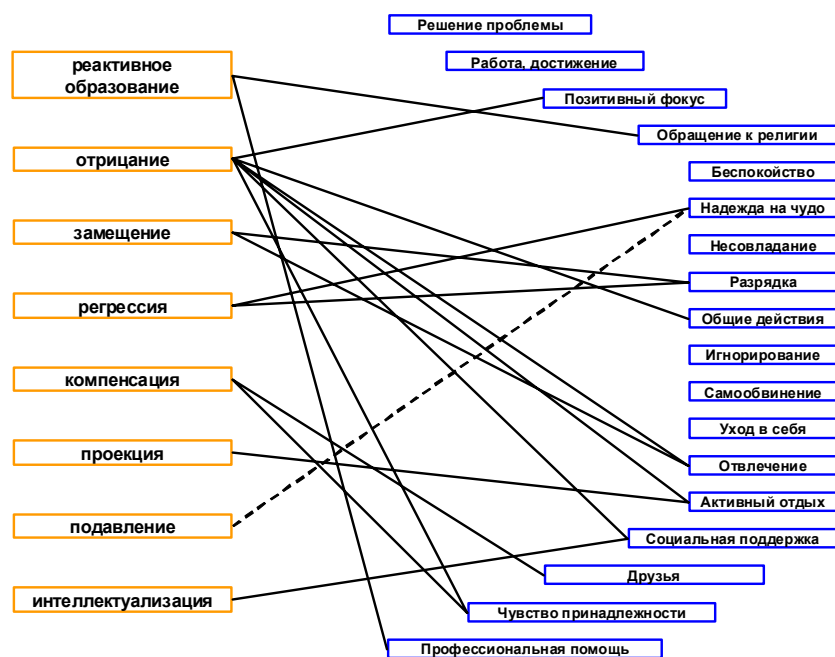 реактивное
образование
отрицание
замещение
регрессия
компенсация
проекция
подавление
интеллектуализация
Решение проблемы
Работа, достижение
Позитивный фокус
Обращение к религии
Беспокойство
Надежда на чудо
Несовладание
Разрядка
Общие действия
Игнорирование
Самообвинение
Уход в себя
Отвлечение
Активный отдых
Социальная поддержка
Друзья
Чувство принадлежности
Профессиональная помощь